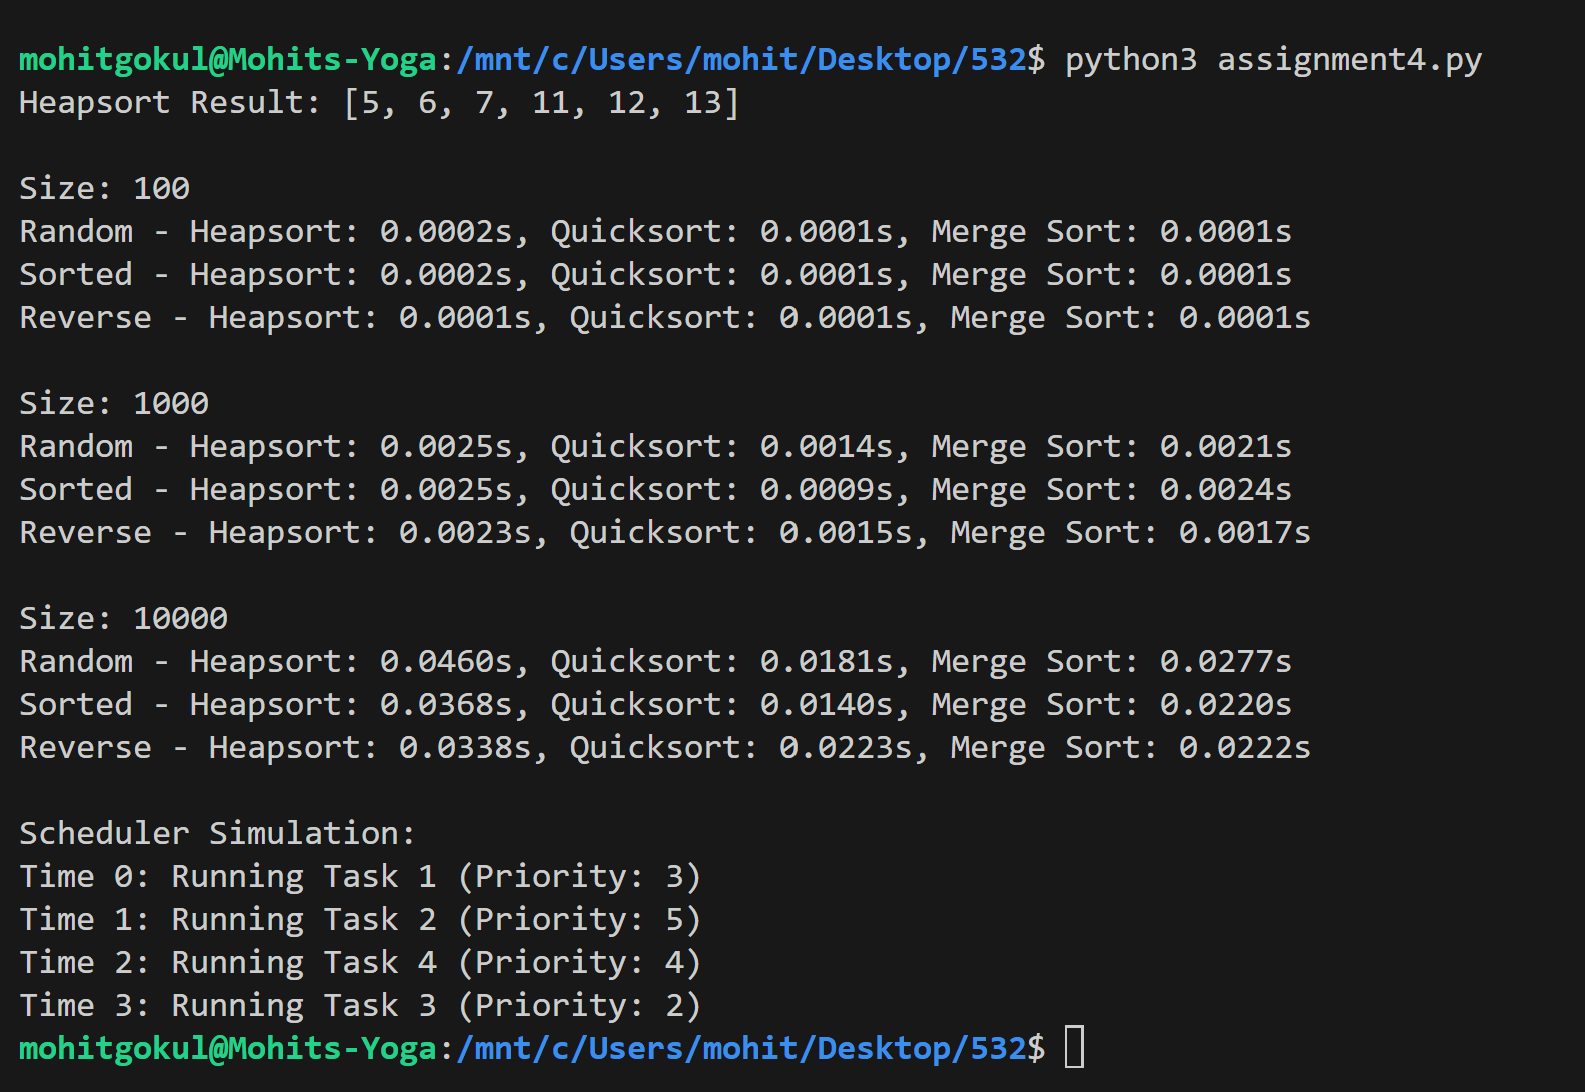 mohitgokul@Mohits-Yoga:/mnt/c/Users/mohit/Desktop/532$ python3 assignment4.py
Heapsort Result: [5, 6, 7, 11, 12, 13]
Size: 100
Random - Heapsort: 0.0002s, Quicksort: 0.0001s, Merge Sort: 0.0001s
Sorted - Heapsort: 0.0002s, Quicksort: 0.0001s, Merge Sort: 0.0001s
Reverse - Heapsort: 0.0001s, Quicksort: 0.0001s, Merge Sort: 0.0001s
Size: 1000
Random - Heapsort: 0.0025s, Quicksort: 0.0014s, Merge Sort: 0.0021s
Sorted - Heapsort: 0.0025s, Quicksort: 0.0009s, Merge Sort: 0.0024s
Reverse - Heapsort: 0.0023s, Quicksort: 0.0015s, Merge Sort: 0.0017s
Size: 10000
Random - Heapsort: 0.0460s, Quicksort: 0.0181s, Merge Sort: 0.0277s
Sorted - Heapsort: 0.0368s, Quicksort: 0.0140s, Merge Sort: 0.0220s
Reverse - Heapsort: 0.0338s, Quicksort: 0.0223s, Merge Sort: 0.0222s
Scheduler Simulation:
Time 0: Running Task 1 (Priority: 3)
Time 1: Running Task 2 (Priority: 5)
Time 2: Running Task 4 (Priority: 4)
Time 3: Running Task 3 (Priority: 2)
mohitgokul@Mohits-Yoga:/mnt/c/Users/mohit/Desktop/532$